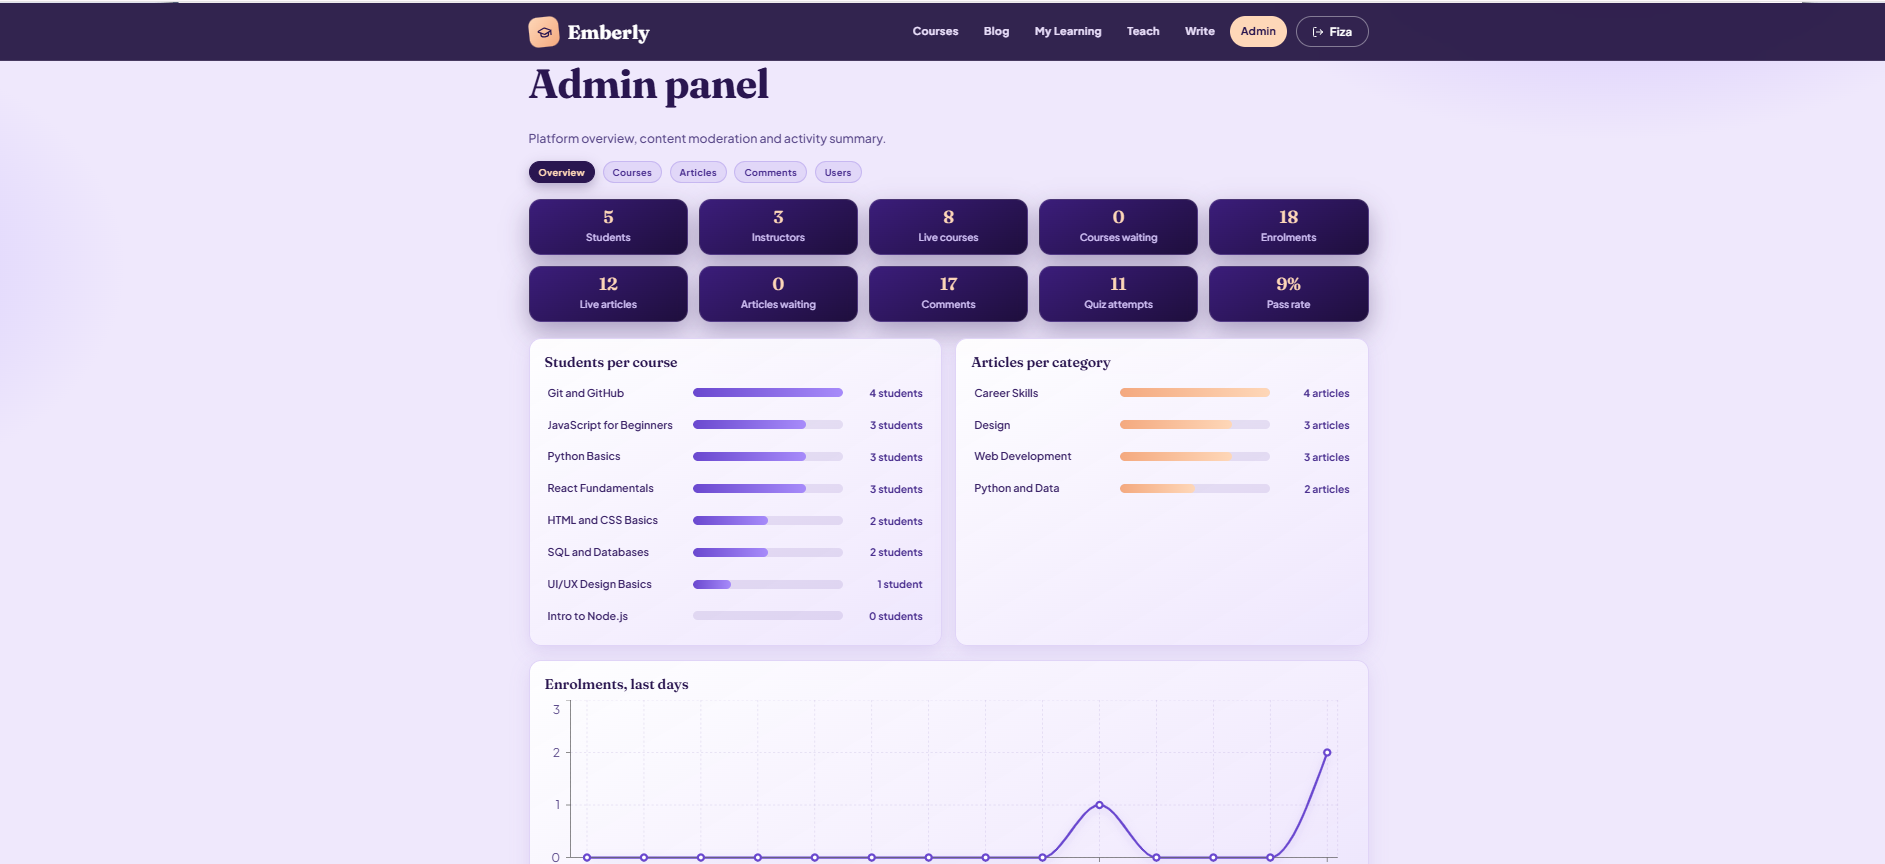 Emberly Courses Blog My Learning Teach Write Admin Fiza
Admin panel
Platform overview, content moderation and activity summary.
Overview Courses Articles Comments Users
5 3 8 0 18
Students Instructors Live courses Courses waiting Enrolments
12 0 17 11 9%
Live articles Articles waiting Comments Quiz attempts Pass rate
Students per course
Git and GitHub 4 students
JavaScript for Beginners 3 students
Python Basics 3 students
React Fundamentals 3 students
HTML and CSS Basics 2 students
SQL and Databases 2 students
UI/UX Design Basics 1 student
Intro to Node.js 0 students
Articles per category
Career Skills 4 articles
Design 3 articles
Web Development 3 articles
Python and Data 2 articles
Enrolments, last days
3
2
1
0